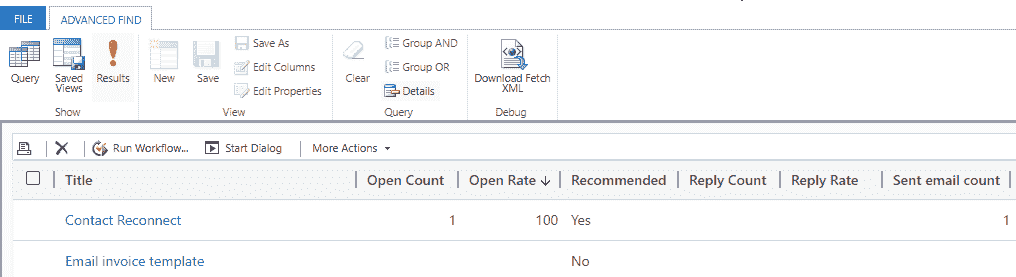 FILE ADVANCED FIND
Query Saved Views Results
Show
New Save Save As
Edit Columns
Edit Properties
View
Clear Group AND
Group OR
Details
Query
Download Fetch XML
Debug
Run Workflow... Start Dialog More Actions
Title Open Count Open Rate ↓ Recommended Reply Count Reply Rate Sent email count
Contact Reconnect 1 100 Yes 1
Email invoice template No